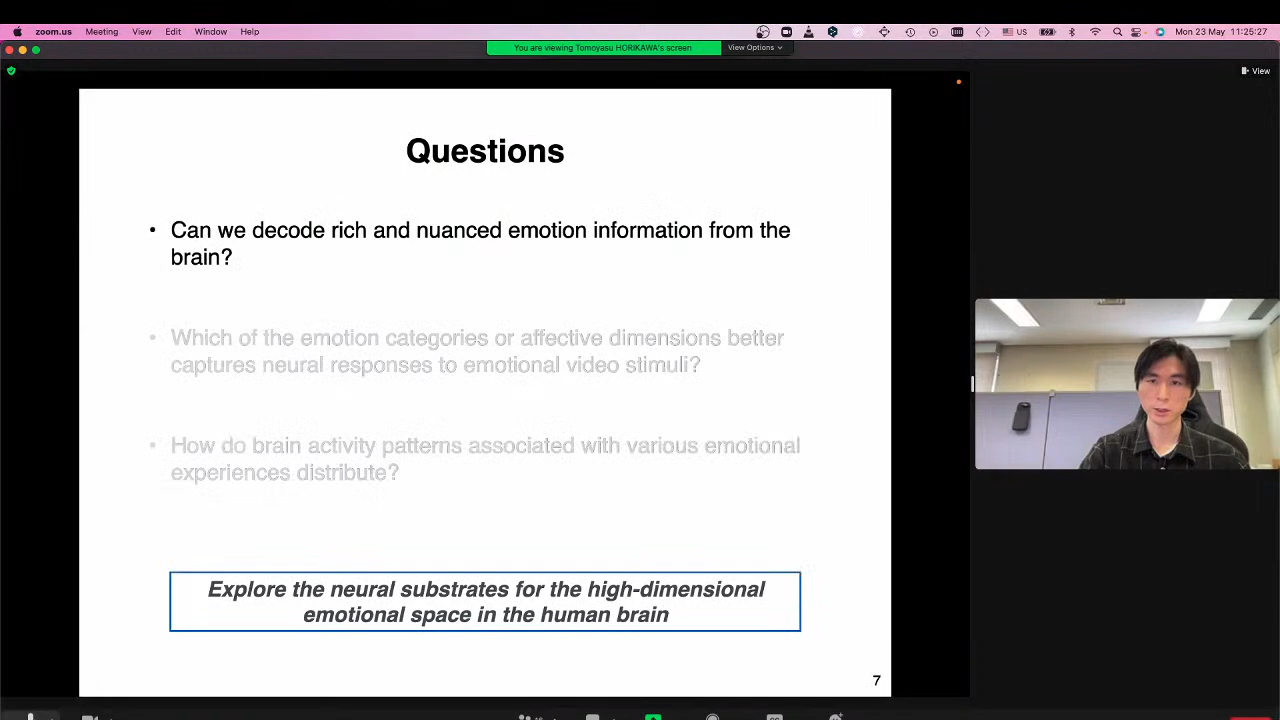 zoom.us Meeting View Edit Window Help US Mon 23 May 11:25:27
You are viewing Tomoyasu HORIKAWA's screen View Options
View
Questions
• Can we decode rich and nuanced emotion information from the
brain?
• Which of the emotion categories or affective dimensions better
captures neural responses to emotional video stimuli?
• How do brain activity patterns associated with various emotional
experiences distribute?
Explore the neural substrates for the high-dimensional
emotional space in the human brain
7